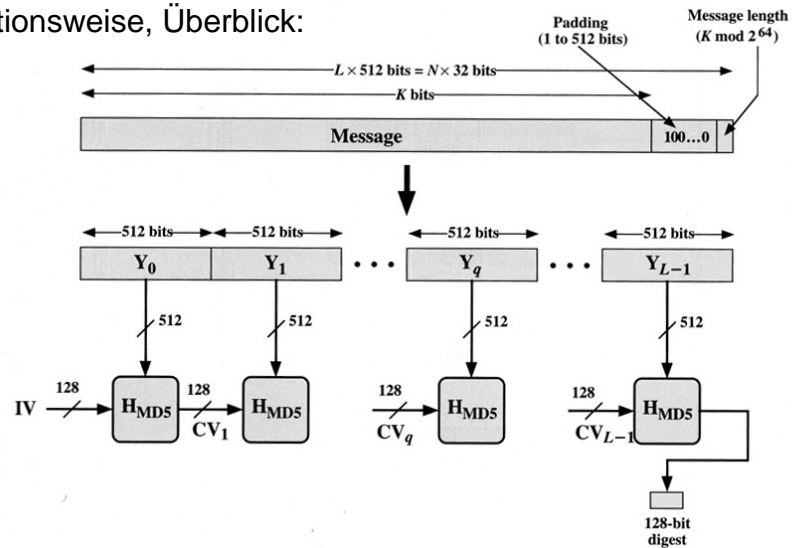 tionsweise, Überblick:
Padding
(1 to 512 bits)
Message length
(K mod 2^64)
L × 512 bits = N × 32 bits
K bits
Message
100...0
512 bits
512 bits
512 bits
512 bits
Y0
Y1
• • •
Yq
• • •
YL−1
512
512
512
512
IV
128
HMD5
128
CV1
HMD5
128
CVq
HMD5
128
CVL−1
HMD5
128-bit
digest